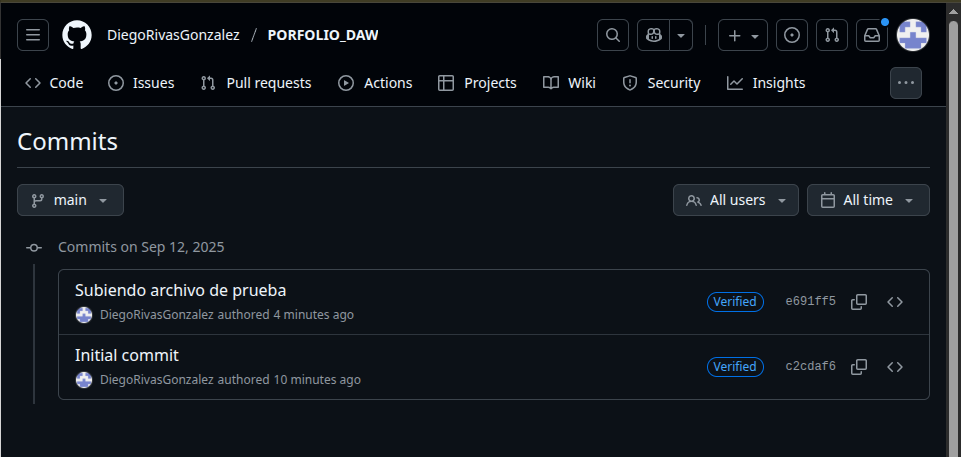 DiegoRivasGonzalez / PORFOLIO_DAW
Code Issues Pull requests Actions Projects Wiki Security Insights
Commits
main All users All time
Commits on Sep 12, 2025
Subiendo archivo de prueba
DiegoRivasGonzalez authored 4 minutes ago
Verified e691ff5
Initial commit
DiegoRivasGonzalez authored 10 minutes ago
Verified c2cdaf6